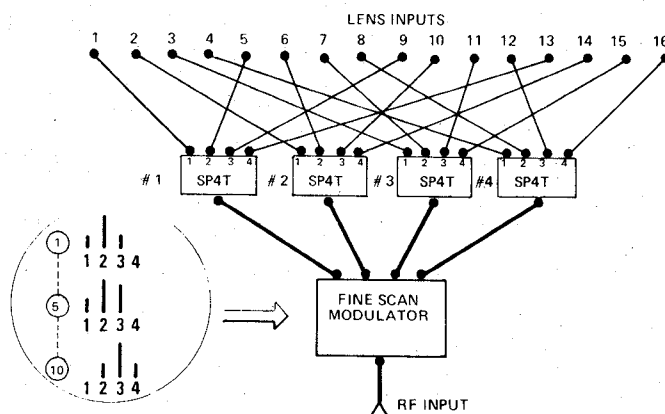 LENS INPUTS
1 2 3 4 5 6 7 8 9 10 11 12 13 14 15 16
1 2 3 4 1 2 3 4 1 2 3 4 1 2 3 4
#1 SP4T #2 SP4T #3 SP4T #4 SP4T
1
1 2 3 4
5
1 2 3 4
10
1 2 3 4
FINE SCAN
MODULATOR
RF INPUT